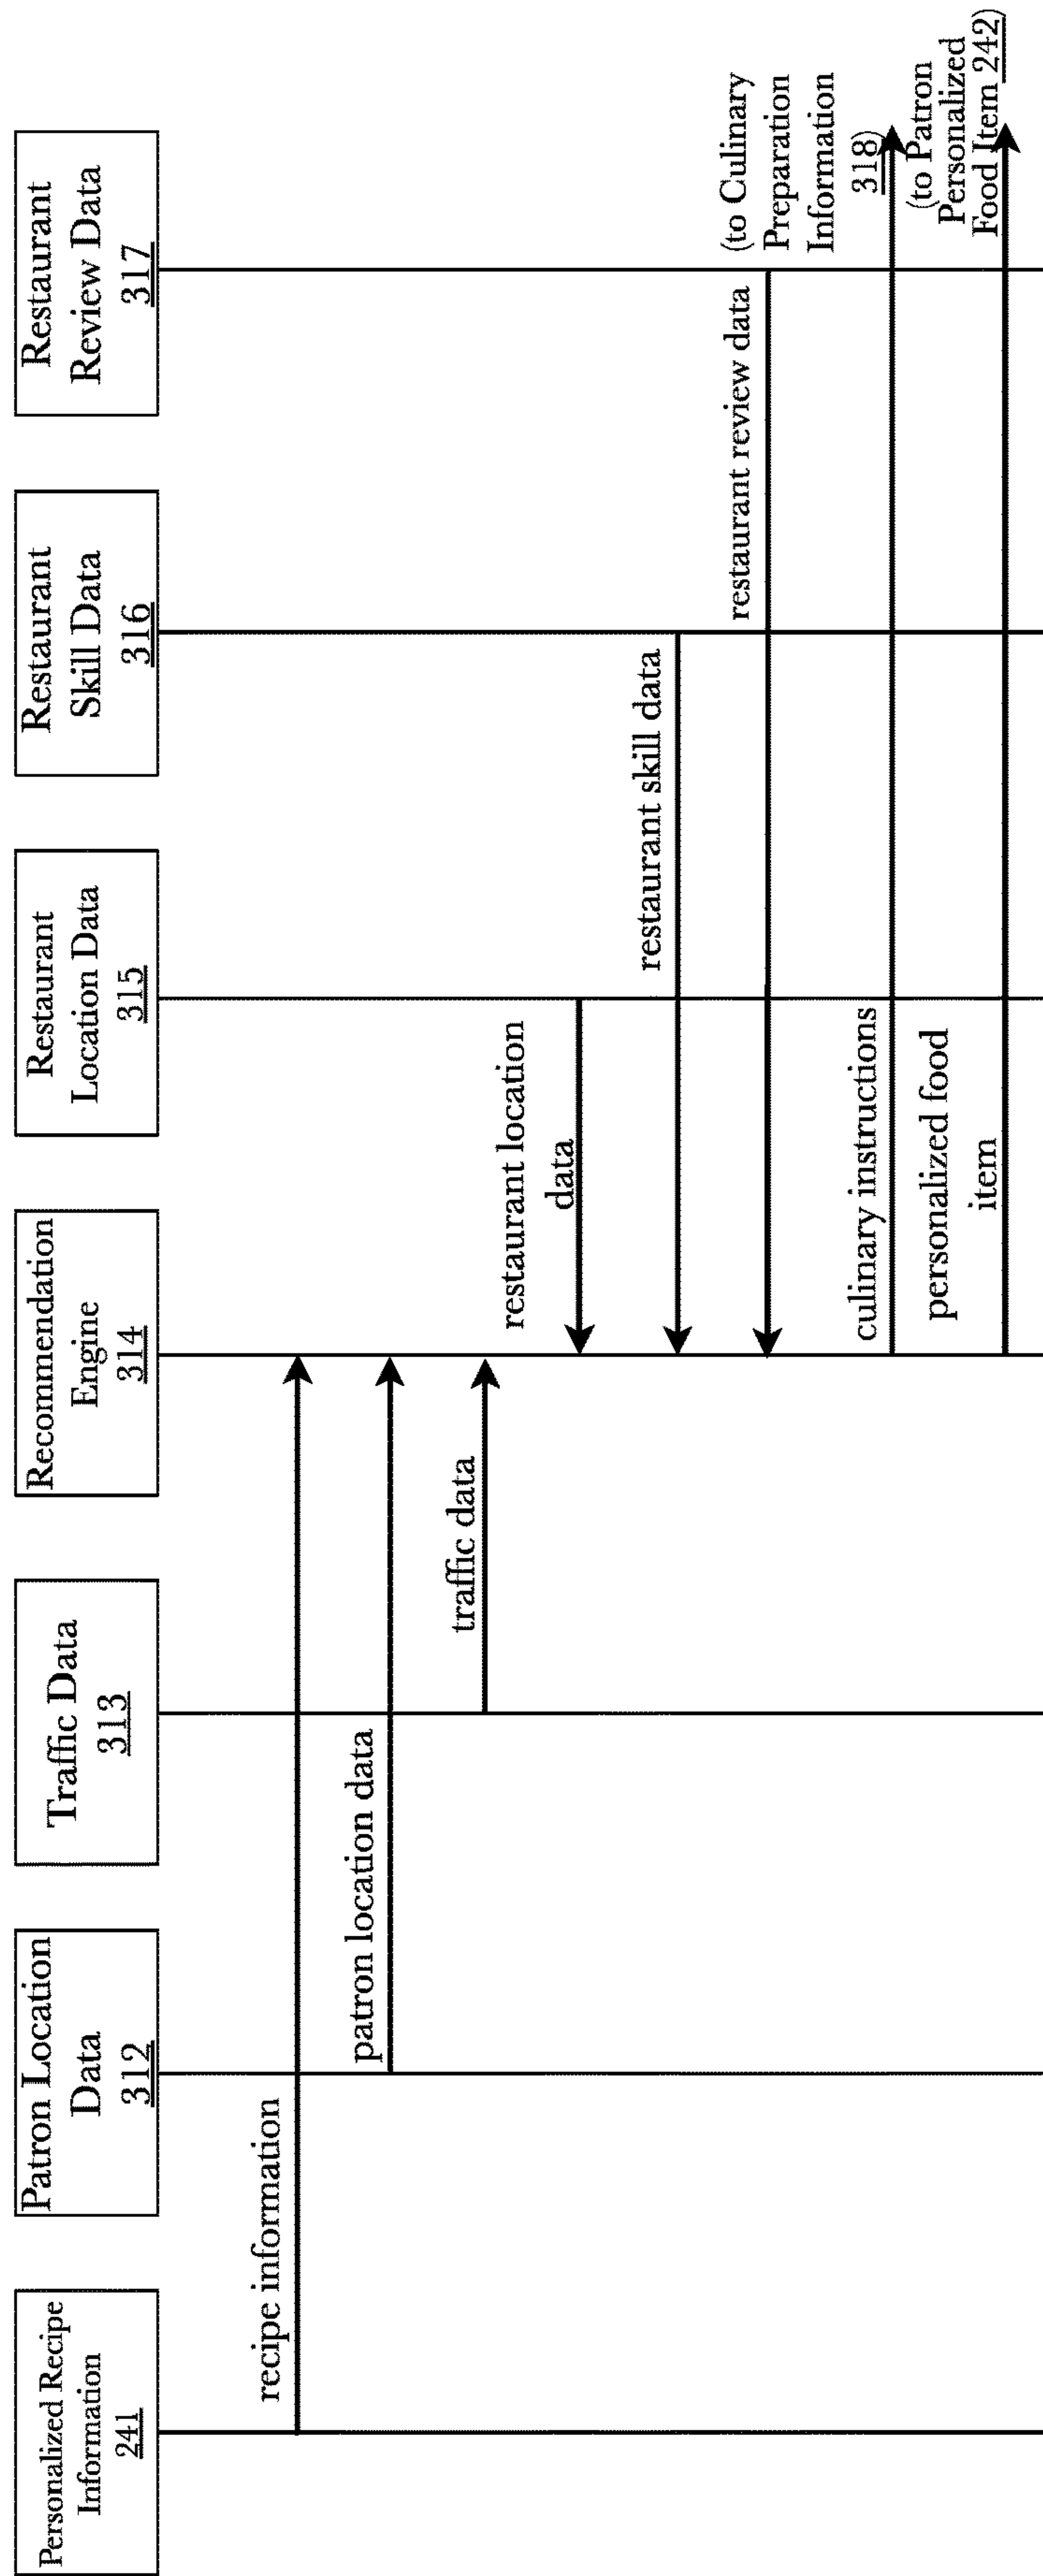 Personalized Recipe
Information
241
Patron Location
Data
312
Traffic Data
313
Recommendation
Engine
314
Restaurant
Location Data
315
Restaurant
Skill Data
316
Restaurant
Review Data
317
recipe information
patron location data
traffic data
restaurant location
data
restaurant skill data
restaurant review data
(to Culinary
Preparation
Information
318)
culinary instructions
(to Patron
Personalized
Food Item 242)
personalized food
item